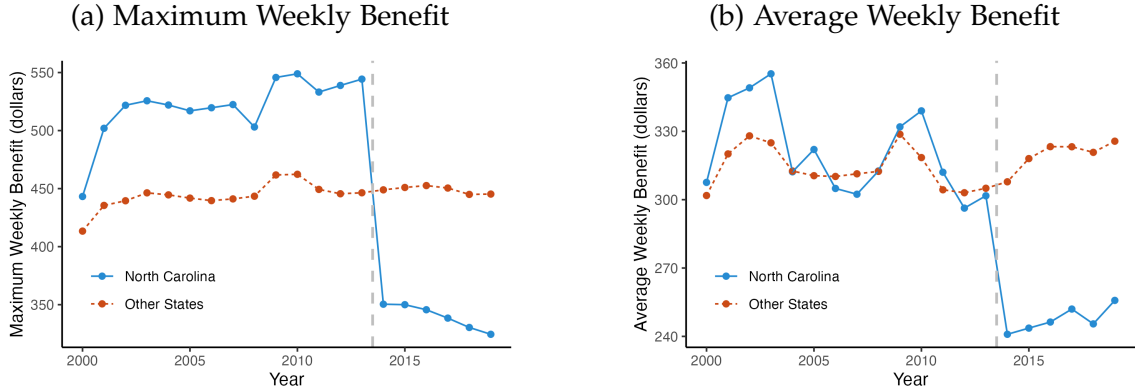 (a) Maximum Weekly Benefit
Maximum Weekly Benefit (dollars)
550
500
450
400
350
North Carolina
Other States
2000
2005
2010
2015
Year
(b) Average Weekly Benefit
Average Weekly Benefit (dollars)
360
330
300
270
240
North Carolina
Other States
2000
2005
2010
2015
Year